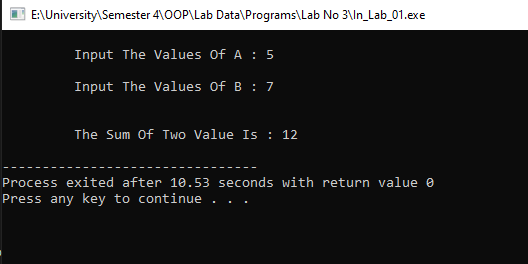 E:\University\Semester 4\OOP\Lab Data\Programs\Lab No 3\In_Lab_01.exe
Input The Values Of A : 5
Input The Values Of B : 7
The Sum Of Two Value Is : 12
--------------------------------
Process exited after 10.53 seconds with return value 0
Press any key to continue . . .